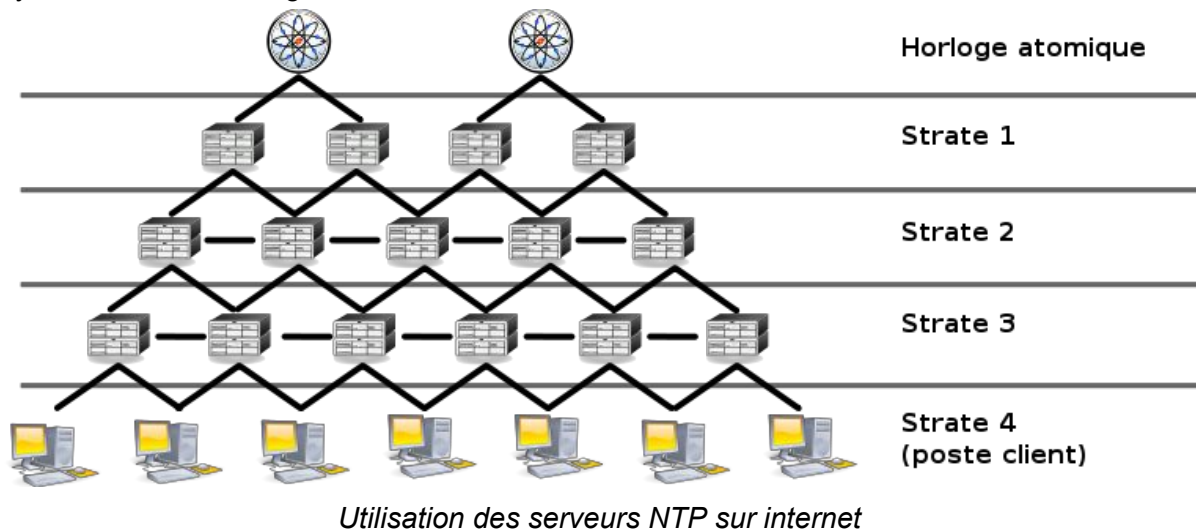 Horloge atomique
Strate 1
Strate 2
Strate 3
Strate 4
(poste client)
Utilisation des serveurs NTP sur internet